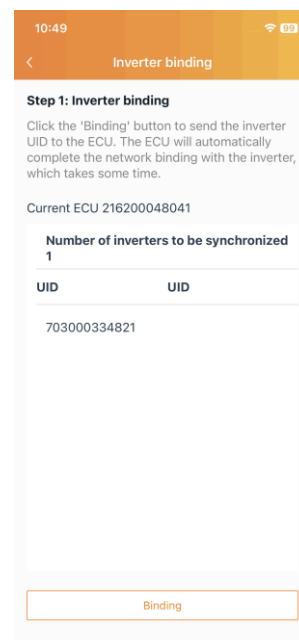 10:49
99
Inverter binding
Step 1: Inverter binding
Click the 'Binding' button to send the inverter
UID to the ECU. The ECU will automatically
complete the network binding with the inverter,
which takes some time.
Current ECU 216200048041
Number of inverters to be synchronized
1
UID UID
703000334821
Binding